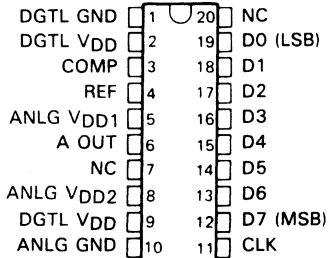 DGTL GND 1 20 NC
DGTL VDD 2 19 D0 (LSB)
COMP 3 18 D1
REF 4 17 D2
ANLG VDD1 5 16 D3
A OUT 6 15 D4
NC 7 14 D5
ANLG VDD2 8 13 D6
DGTL VDD 9 12 D7 (MSB)
ANLG GND 10 11 CLK